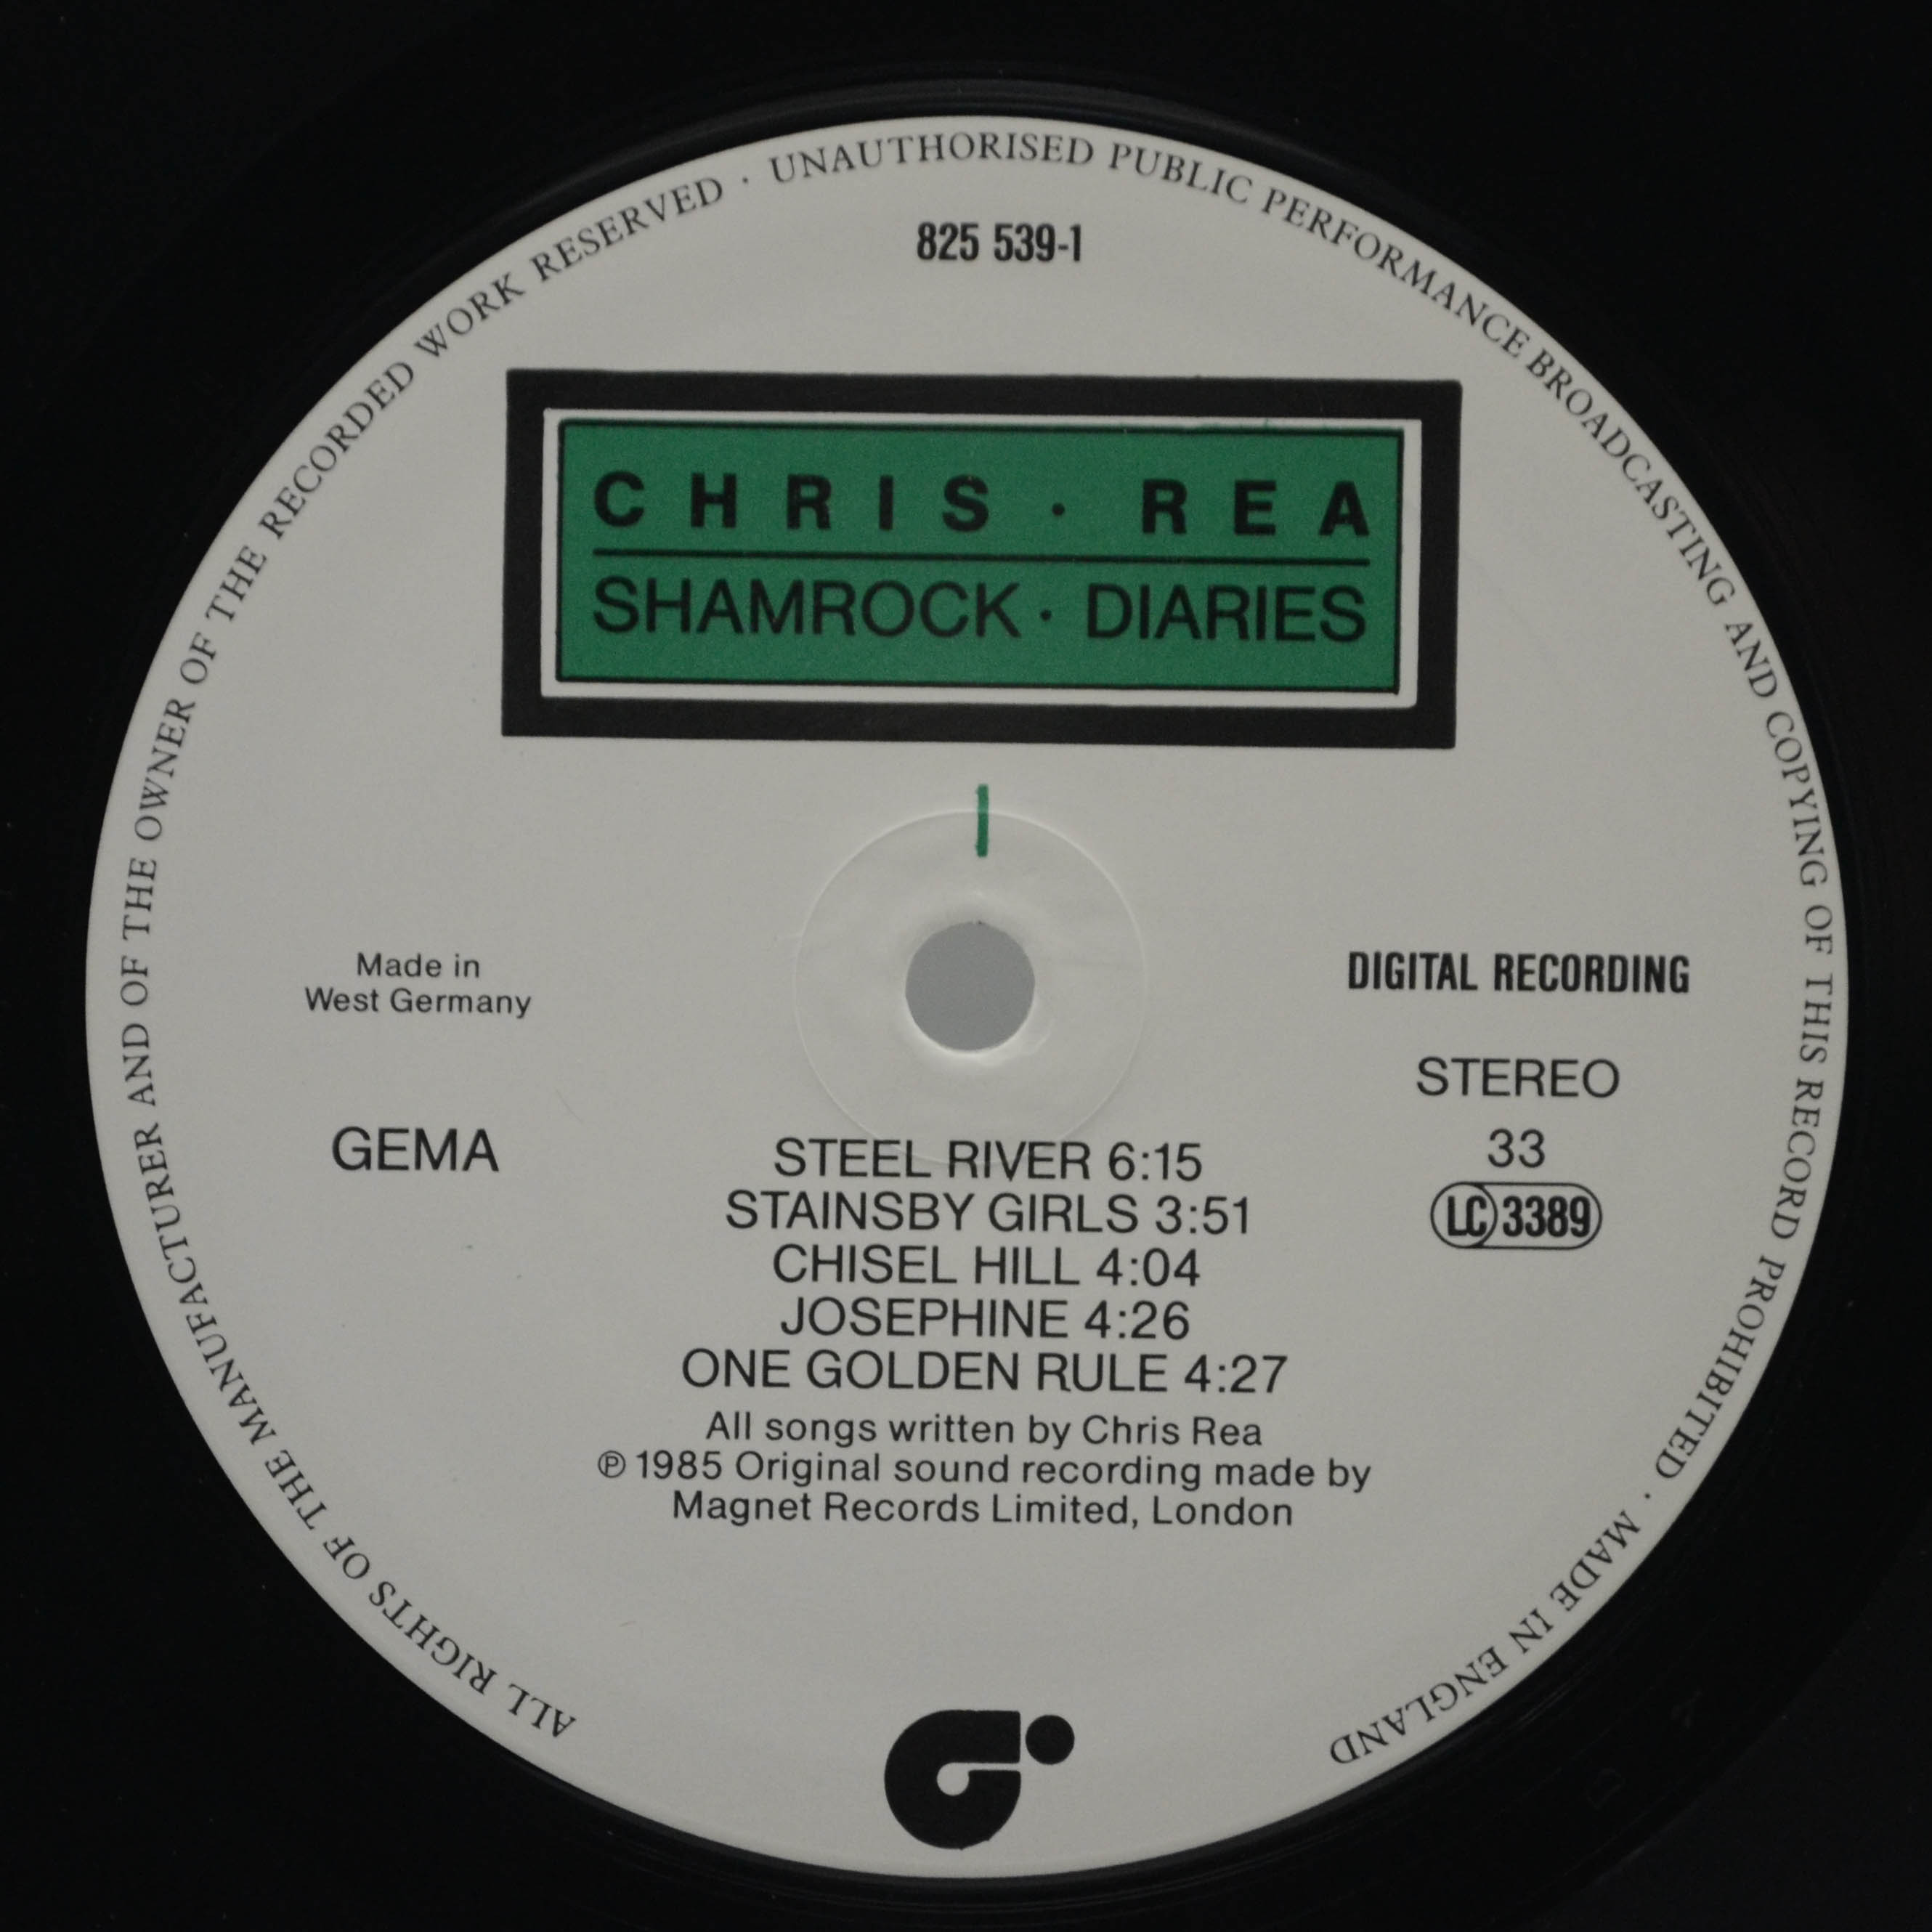 ALL RIGHTS OF THE MANUFACTURER AND OF THE OWNER OF THE RECORDED WORK RESERVED · UNAUTHORISED PUBLIC PERFORMANCE BROADCASTING AND COPYING OF THIS RECORD PROHIBITED · MADE IN ENGLAND
825 539-1
CHRIS · REA
SHAMROCK · DIARIES
I
Made in
West Germany
GEMA
DIGITAL RECORDING
STEREO
33
LC 3389
STEEL RIVER 6:15
STAINSBY GIRLS 3:51
CHISEL HILL 4:04
JOSEPHINE 4:26
ONE GOLDEN RULE 4:27
All songs written by Chris Rea
℗ 1985 Original sound recording made by
Magnet Records Limited, London